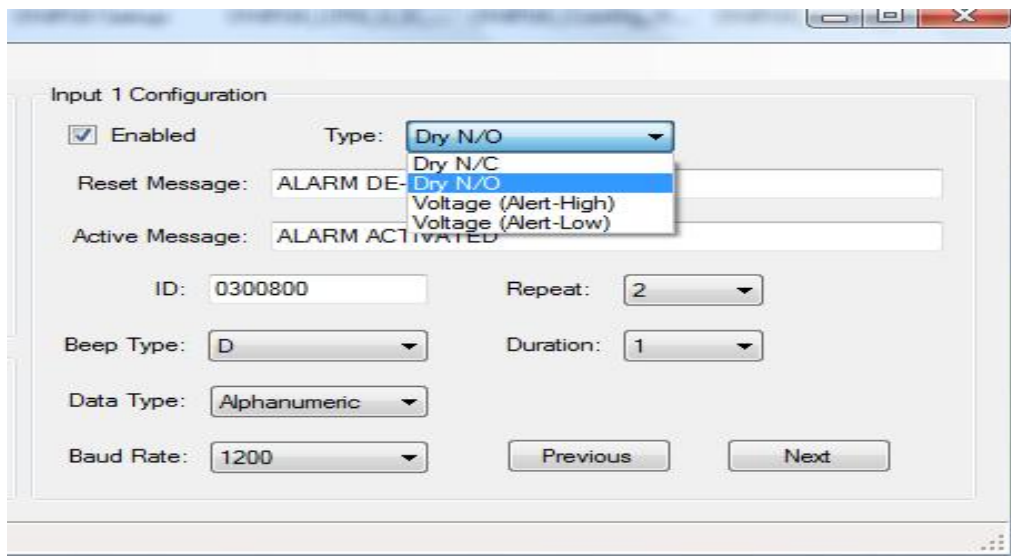 Input 1 Configuration
Enabled Type: Dry N/O
Dry N/C
Reset Message: ALARM DE- Dry N/O
Voltage (Alert-High)
Voltage (Alert-Low)
Active Message: ALARM ACTIVATED
ID: 0300800 Repeat: 2
Beep Type: D Duration: 1
Data Type: Alphanumeric
Baud Rate: 1200 Previous Next